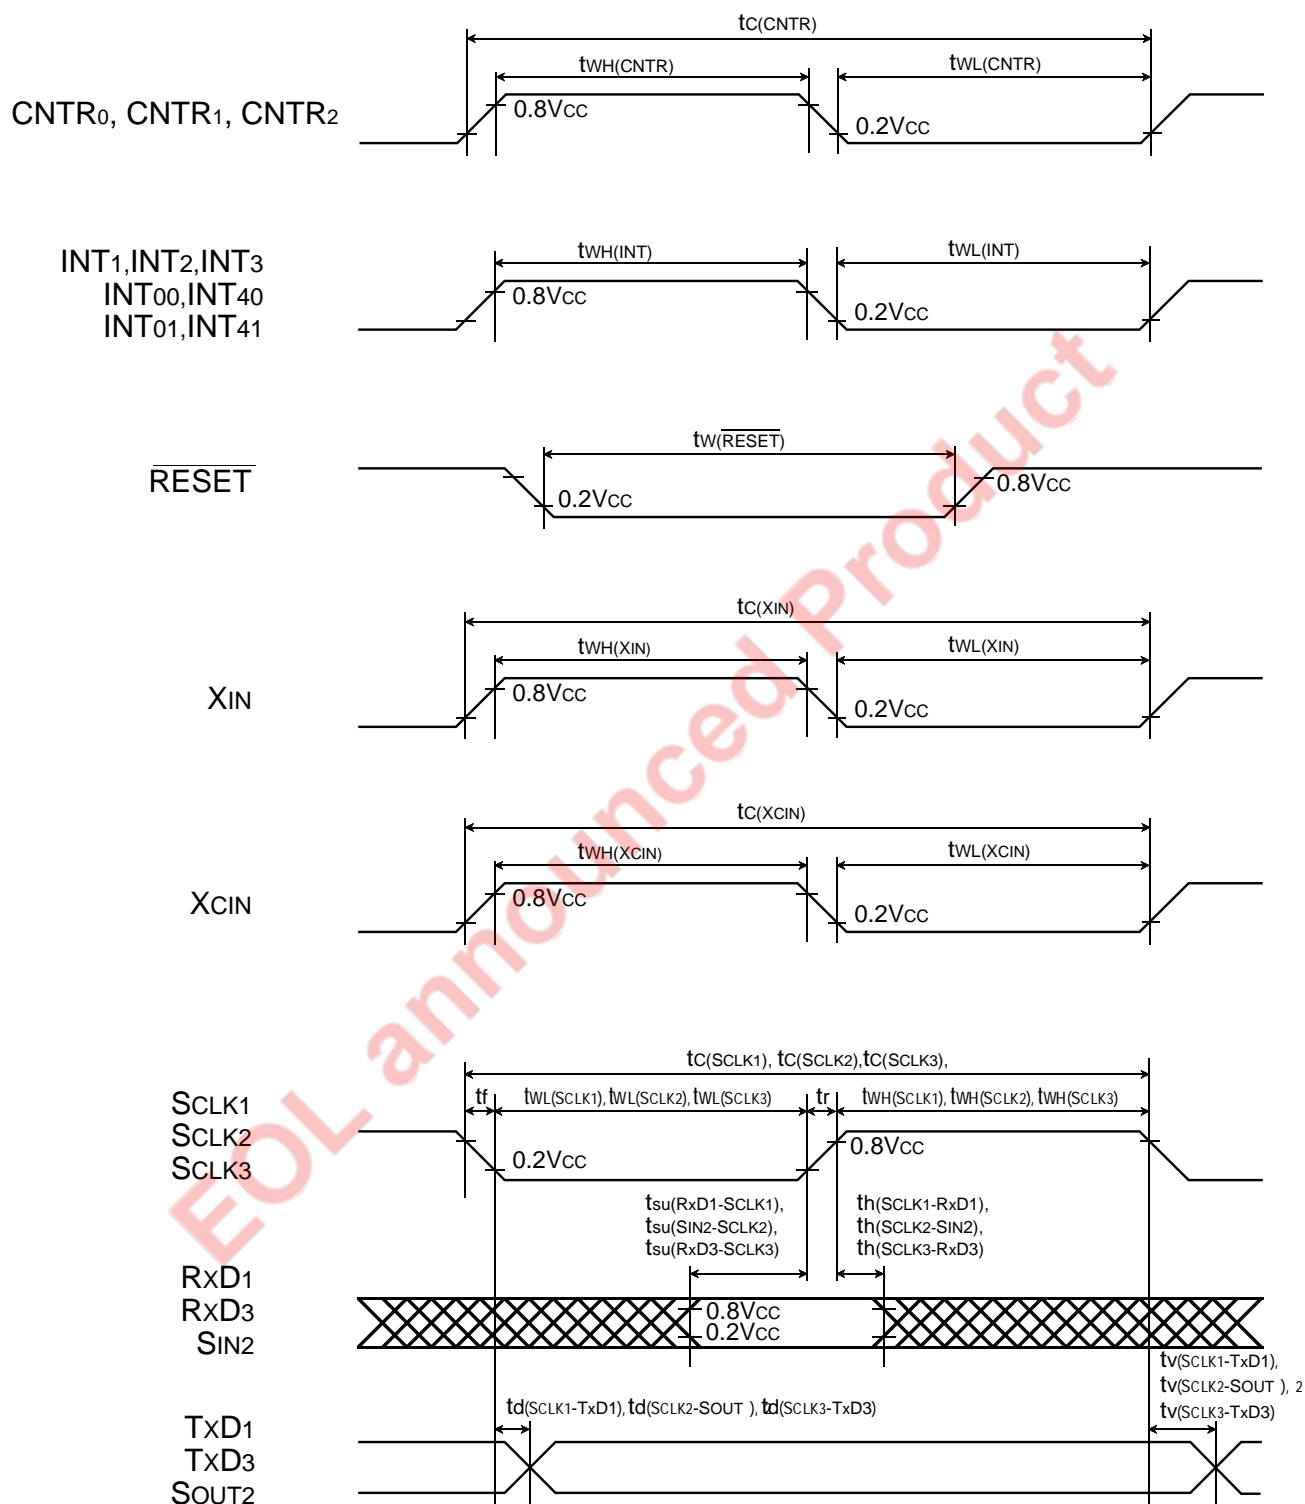 tC(CNTR)
tWH(CNTR)
tWL(CNTR)
CNTR0, CNTR1, CNTR2
0.8VCC
0.2VCC
tWH(INT)
tWL(INT)
INT1,INT2,INT3
INT00,INT40
INT01,INT41
0.8VCC
0.2VCC
tW(RESET)
RESET
0.2VCC
0.8VCC
tC(XIN)
tWH(XIN)
tWL(XIN)
XIN
0.8VCC
0.2VCC
tC(XCIN)
tWH(XCIN)
tWL(XCIN)
XCIN
0.8VCC
0.2VCC
tC(SCLK1), tC(SCLK2),tC(SCLK3),
tf
tWL(SCLK1), tWL(SCLK2), tWL(SCLK3)
tr
tWH(SCLK1), tWH(SCLK2), tWH(SCLK3)
SCLK1
SCLK2
SCLK3
0.2VCC
0.8VCC
tsu(RxD1-SCLK1),
tsu(SIN2-SCLK2),
tsu(RxD3-SCLK3)
th(SCLK1-RxD1),
th(SCLK2-SIN2),
th(SCLK3-RxD3)
RXD1
RXD3
SIN2
0.8VCC
0.2VCC
td(SCLK1-TxD1), td(SCLK2-SOUT ), td(SCLK3-TxD3)
tv(SCLK1-TxD1),
tv(SCLK2-SOUT ), 2
tv(SCLK3-TxD3)
TXD1
TXD3
SOUT2
EOL announced Product